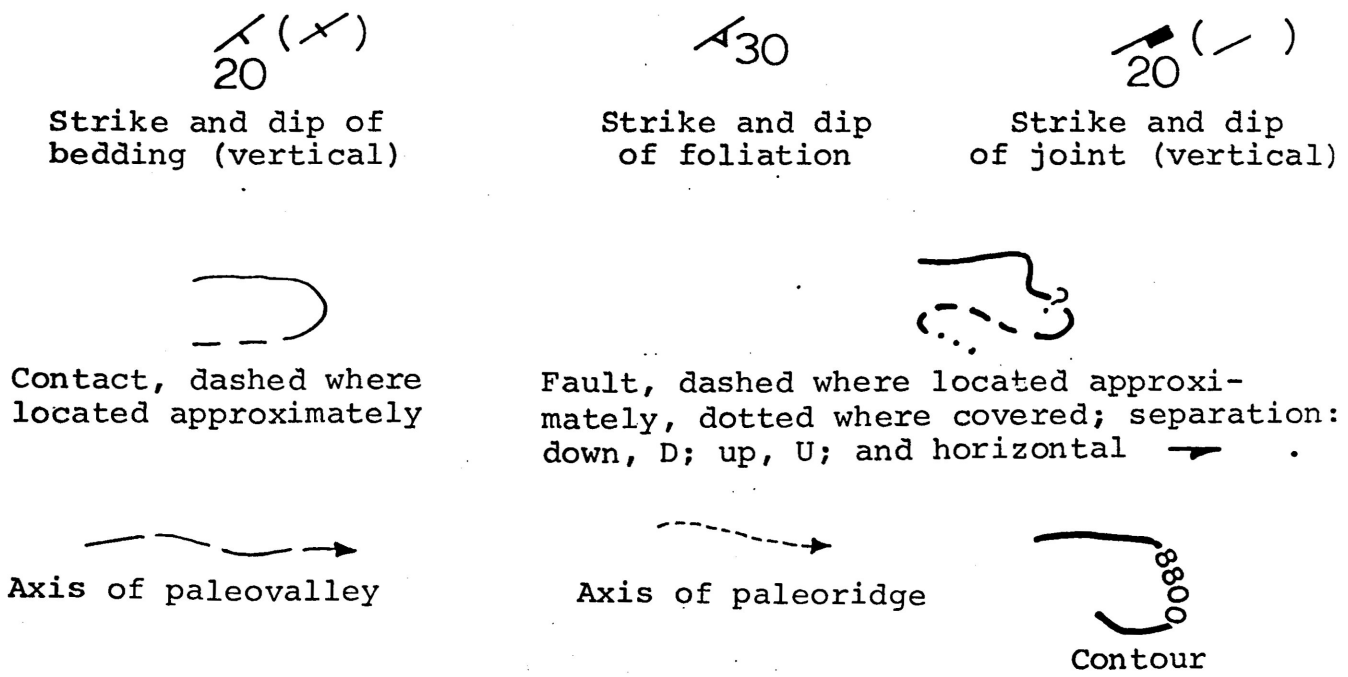 20
Strike and dip of
bedding (vertical)
30
Strike and dip
of foliation
20
Strike and dip
of joint (vertical)
Contact, dashed where
located approximately
?
Fault, dashed where located approxi-
mately, dotted where covered; separation:
down, D; up, U; and horizontal
Axis of paleovalley
Axis of paleoridge
8800
Contour